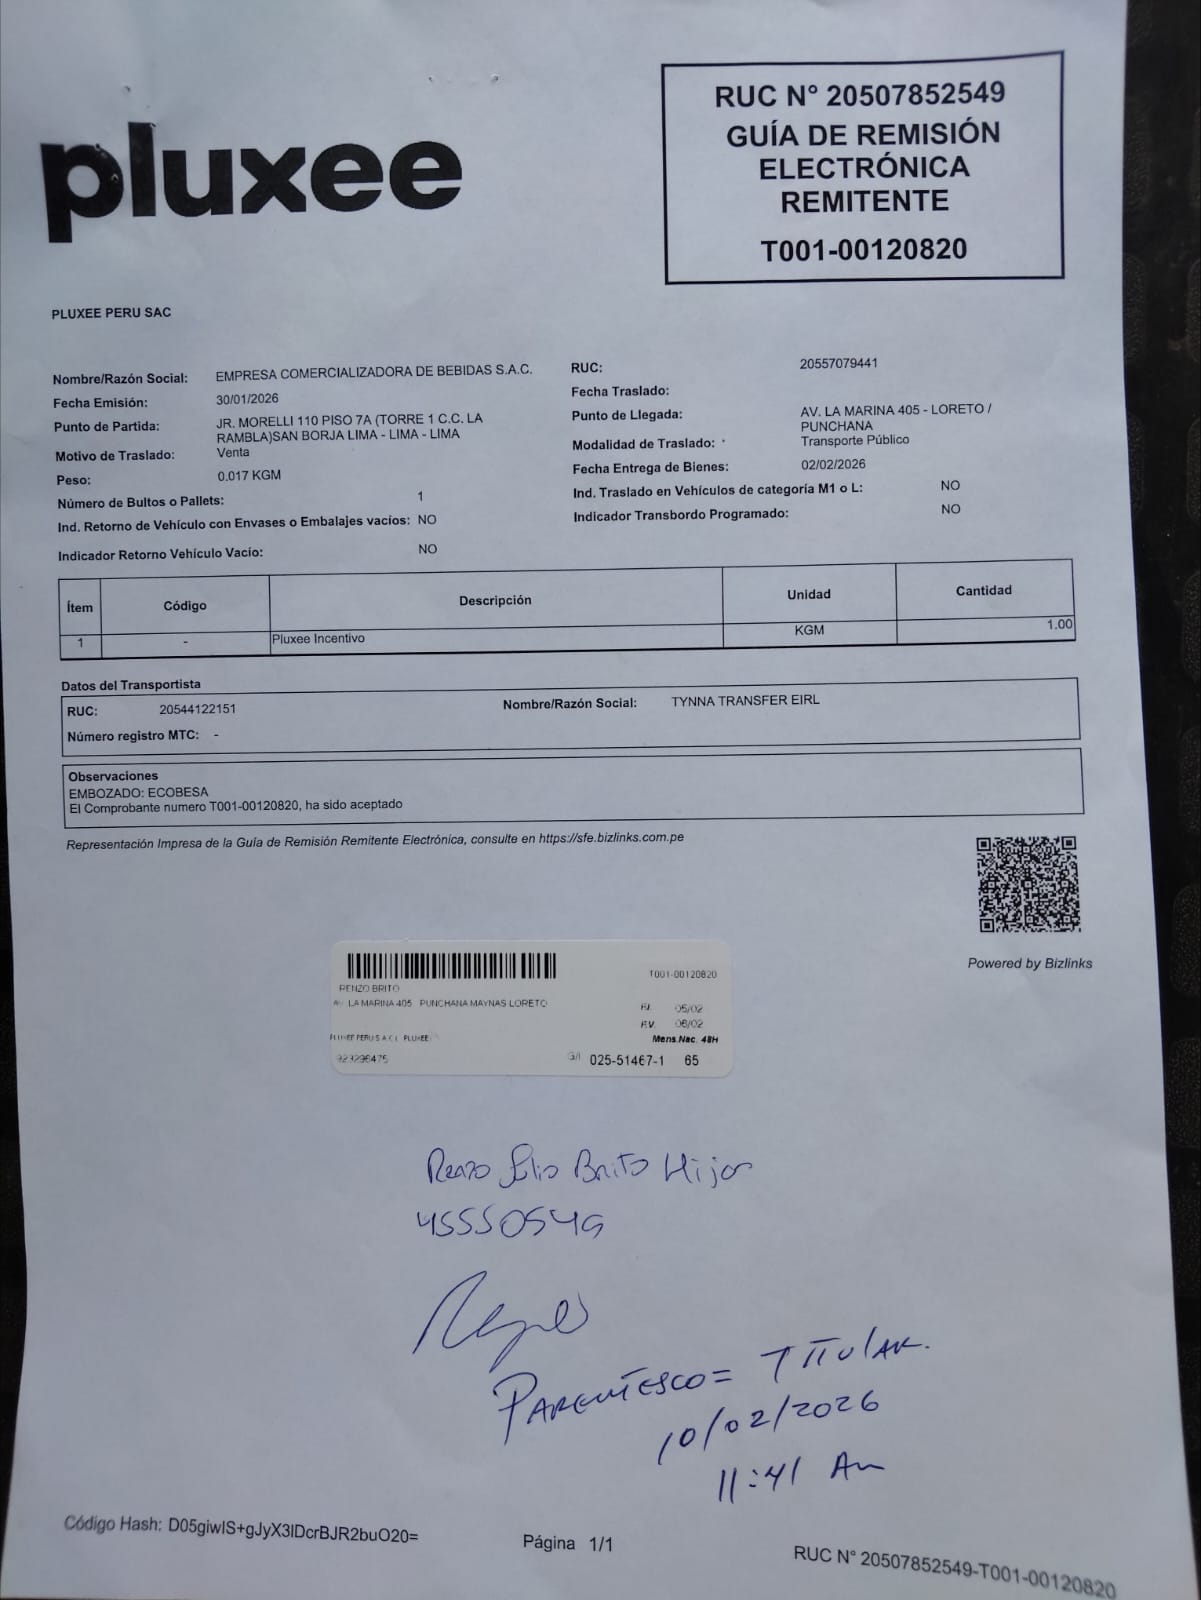 pluxee
RUC N° 20507852549
GUÍA DE REMISIÓN
ELECTRÓNICA
REMITENTE
T001-00120820
PLUXEE PERU SAC
Nombre/Razón Social: EMPRESA COMERCIALIZADORA DE BEBIDAS S.A.C.
Fecha Emisión: 30/01/2026
Punto de Partida: JR. MORELLI 110 PISO 7A (TORRE 1 C.C. LA
RAMBLA)SAN BORJA LIMA - LIMA - LIMA
Motivo de Traslado: Venta
Peso: 0.017 KGM
Número de Bultos o Pallets: 1
Ind. Retorno de Vehículo con Envases o Embalajes vacíos: NO
Indicador Retorno Vehículo Vacío: NO
RUC: 20557079441
Fecha Traslado:
Punto de Llegada: AV. LA MARINA 405 - LORETO /
PUNCHANA
Modalidad de Traslado: Transporte Público
Fecha Entrega de Bienes: 02/02/2026
Ind. Traslado en Vehículos de categoría M1 o L: NO
Indicador Transbordo Programado: NO
Ítem Código Descripción Unidad Cantidad
1 - Pluxee Incentivo KGM 1.00
Datos del Transportista
RUC: 20544122151 Nombre/Razón Social: TYNNA TRANSFER EIRL
Número registro MTC: -
Observaciones
EMBOZADO: ECOBESA
El Comprobante numero T001-00120820, ha sido aceptado
Representación Impresa de la Guía de Remisión Remitente Electrónica, consulte en https://sfe.bizlinks.com.pe
Powered by Bizlinks
T001-00120820
RENZO BRITO
AV. LA MARINA 405 PUNCHANA MAYNAS LORETO
F.I. 05/02
F.V. 06/02
PLUXEE PERU S.A.C. ( PLUXEE )
Mens.Nac. 48H
G/I 025-51467-1 65
Renzo Brito Hijar
45550549
PARENTESCO = TITULAR.
10/02/2026
11:41 AM
Código Hash: D05giwIS+gJyX3IDcrBJR2buO20=
Página 1/1
RUC N° 20507852549-T001-00120820